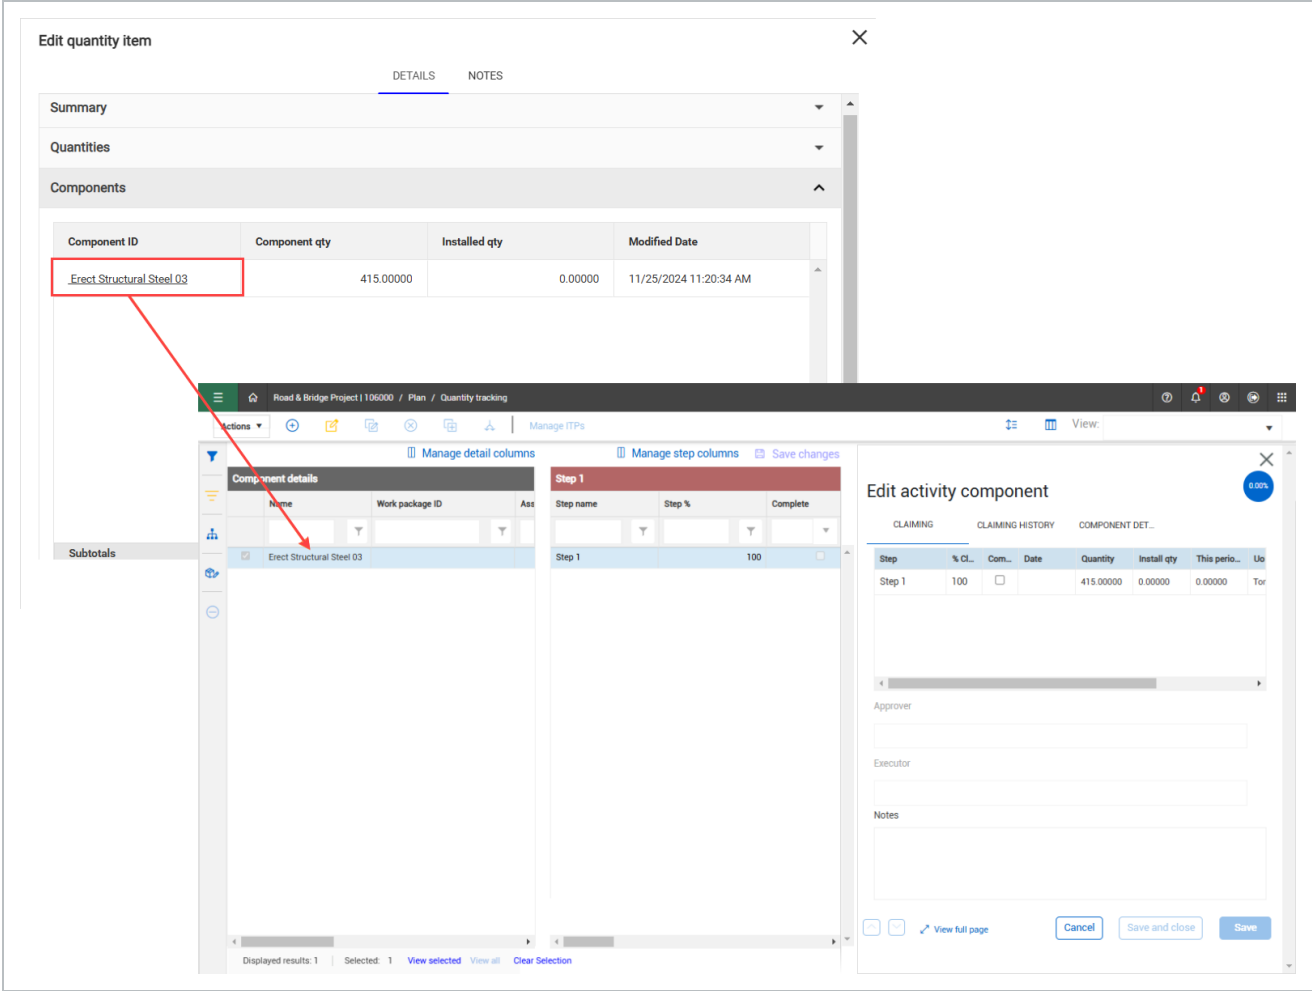 Edit quantity item
DETAILS NOTES
Summary
Quantities
Components
Component ID Component qty Installed qty Modified Date
Erect Structural Steel 03 415.00000 0.00000 11/25/2024 11:20:34 AM
Subtotals
Road & Bridge Project | 106000 / Plan / Quantity tracking
1
Actions Manage ITPs View:
Manage detail columns Manage step columns Save changes
Component details Step 1
Name Work package ID Ass Step name Step % Complete
Erect Structural Steel 03 Step 1 100
Displayed results: 1 Selected: 1 View selected View all Clear Selection
0.00%
Edit activity component
CLAIMING CLAIMING HISTORY COMPONENT DET...
Step % Cl... Com... Date Quantity Install qty This perio... Uo
Step 1 100 415.00000 0.00000 0.00000 Tor
Approver
Executor
Notes
View full page Cancel Save and close Save